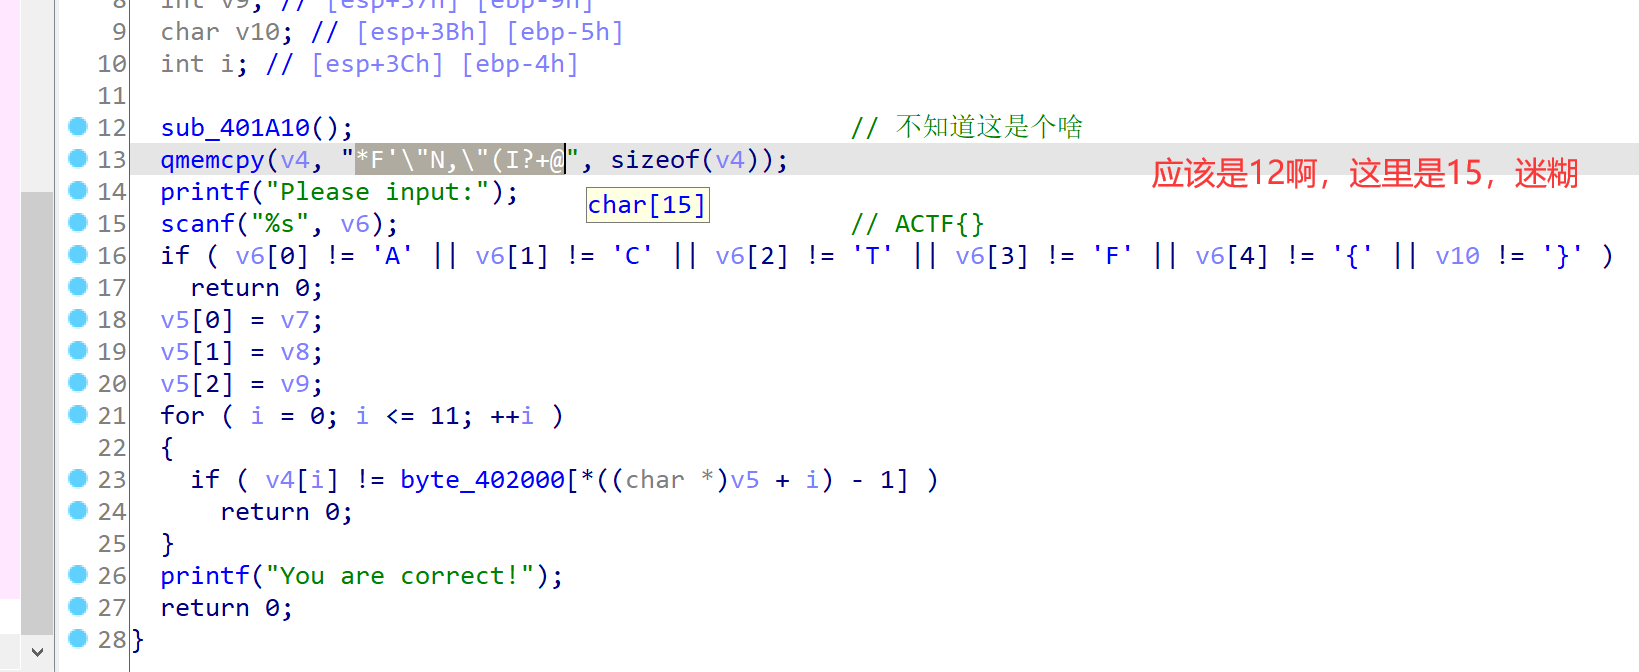 8 int v9; // [esp+37h] [ebp-9h]
9 char v10; // [esp+3Bh] [ebp-5h]
10 int i; // [esp+3Ch] [ebp-4h]
11
12 sub_401A10(); // 不知道这是个啥
13 qmemcpy(v4, "*F'\"N,\"(I?+@", sizeof(v4)); 应该是12啊，这里是15，迷糊
14 printf("Please input:");
char[15]
15 scanf("%s", v6); // ACTF{}
16 if ( v6[0] != 'A' || v6[1] != 'C' || v6[2] != 'T' || v6[3] != 'F' || v6[4] != '{' || v10 != '}' )
17 return 0;
18 v5[0] = v7;
19 v5[1] = v8;
20 v5[2] = v9;
21 for ( i = 0; i <= 11; ++i )
22 {
23 if ( v4[i] != byte_402000[*((char *)v5 + i) - 1] )
24 return 0;
25 }
26 printf("You are correct!");
27 return 0;
28 }